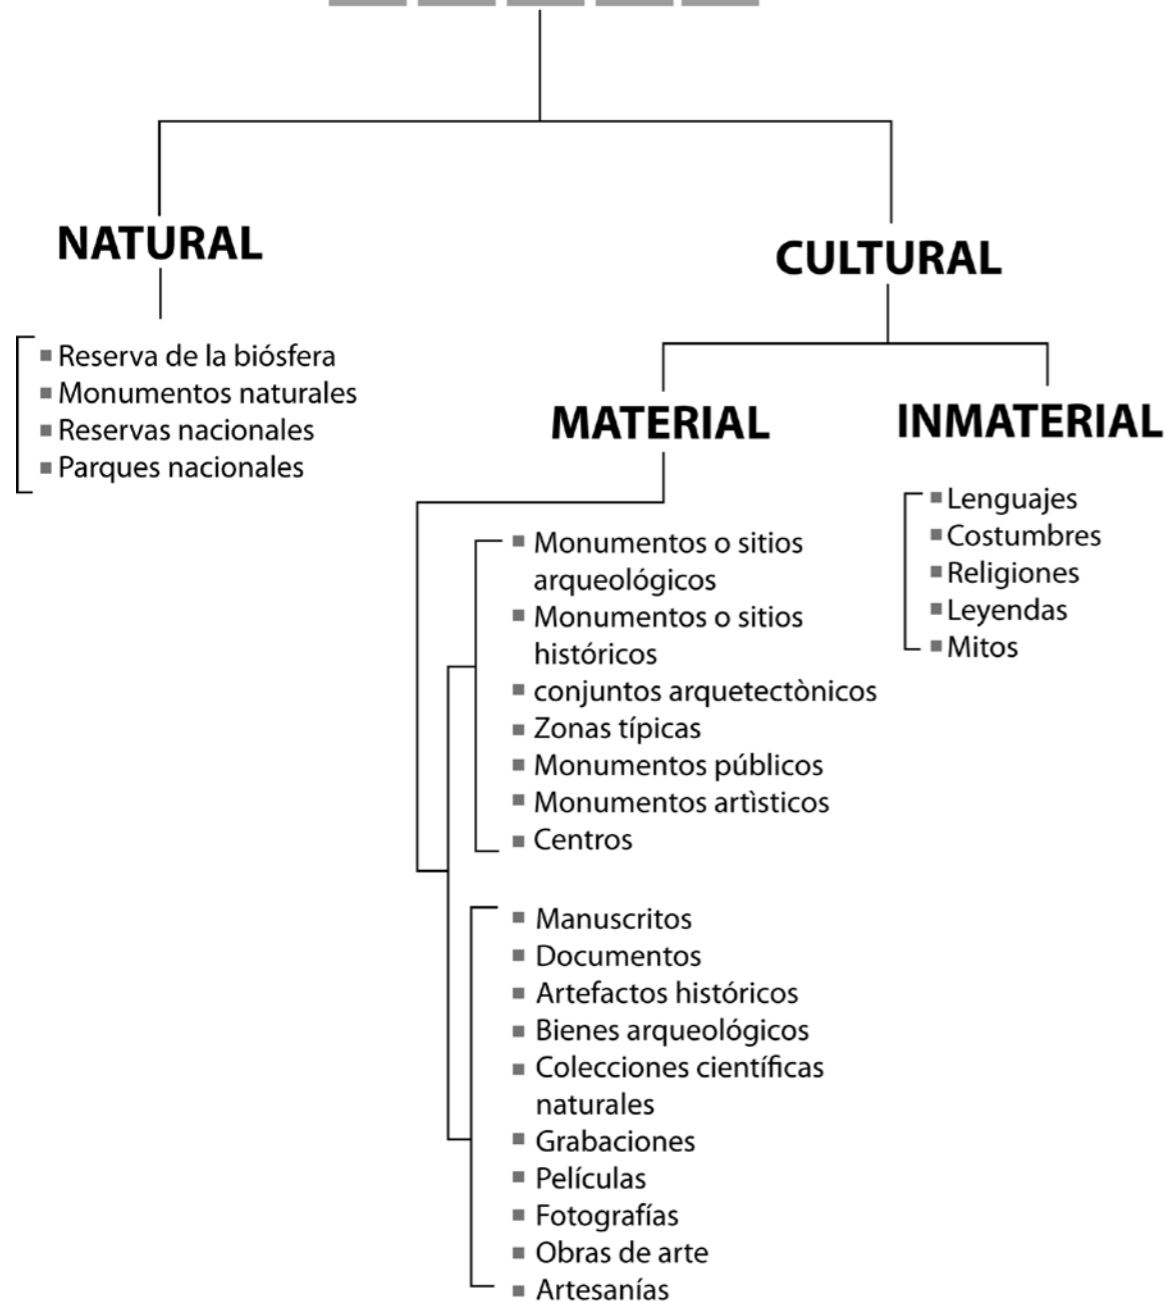 NATURAL
Reserva de la biósfera
Monumentos naturales
Reservas nacionales
Parques nacionales
CULTURAL
MATERIAL
Monumentos o sitios
arqueológicos
Monumentos o sitios
históricos
conjuntos arquetectònicos
Zonas típicas
Monumentos públicos
Monumentos artìsticos
Centros
Manuscritos
Documentos
Artefactos históricos
Bienes arqueológicos
Colecciones científicas
naturales
Grabaciones
Películas
Fotografías
Obras de arte
Artesanías
INMATERIAL
Lenguajes
Costumbres
Religiones
Leyendas
Mitos